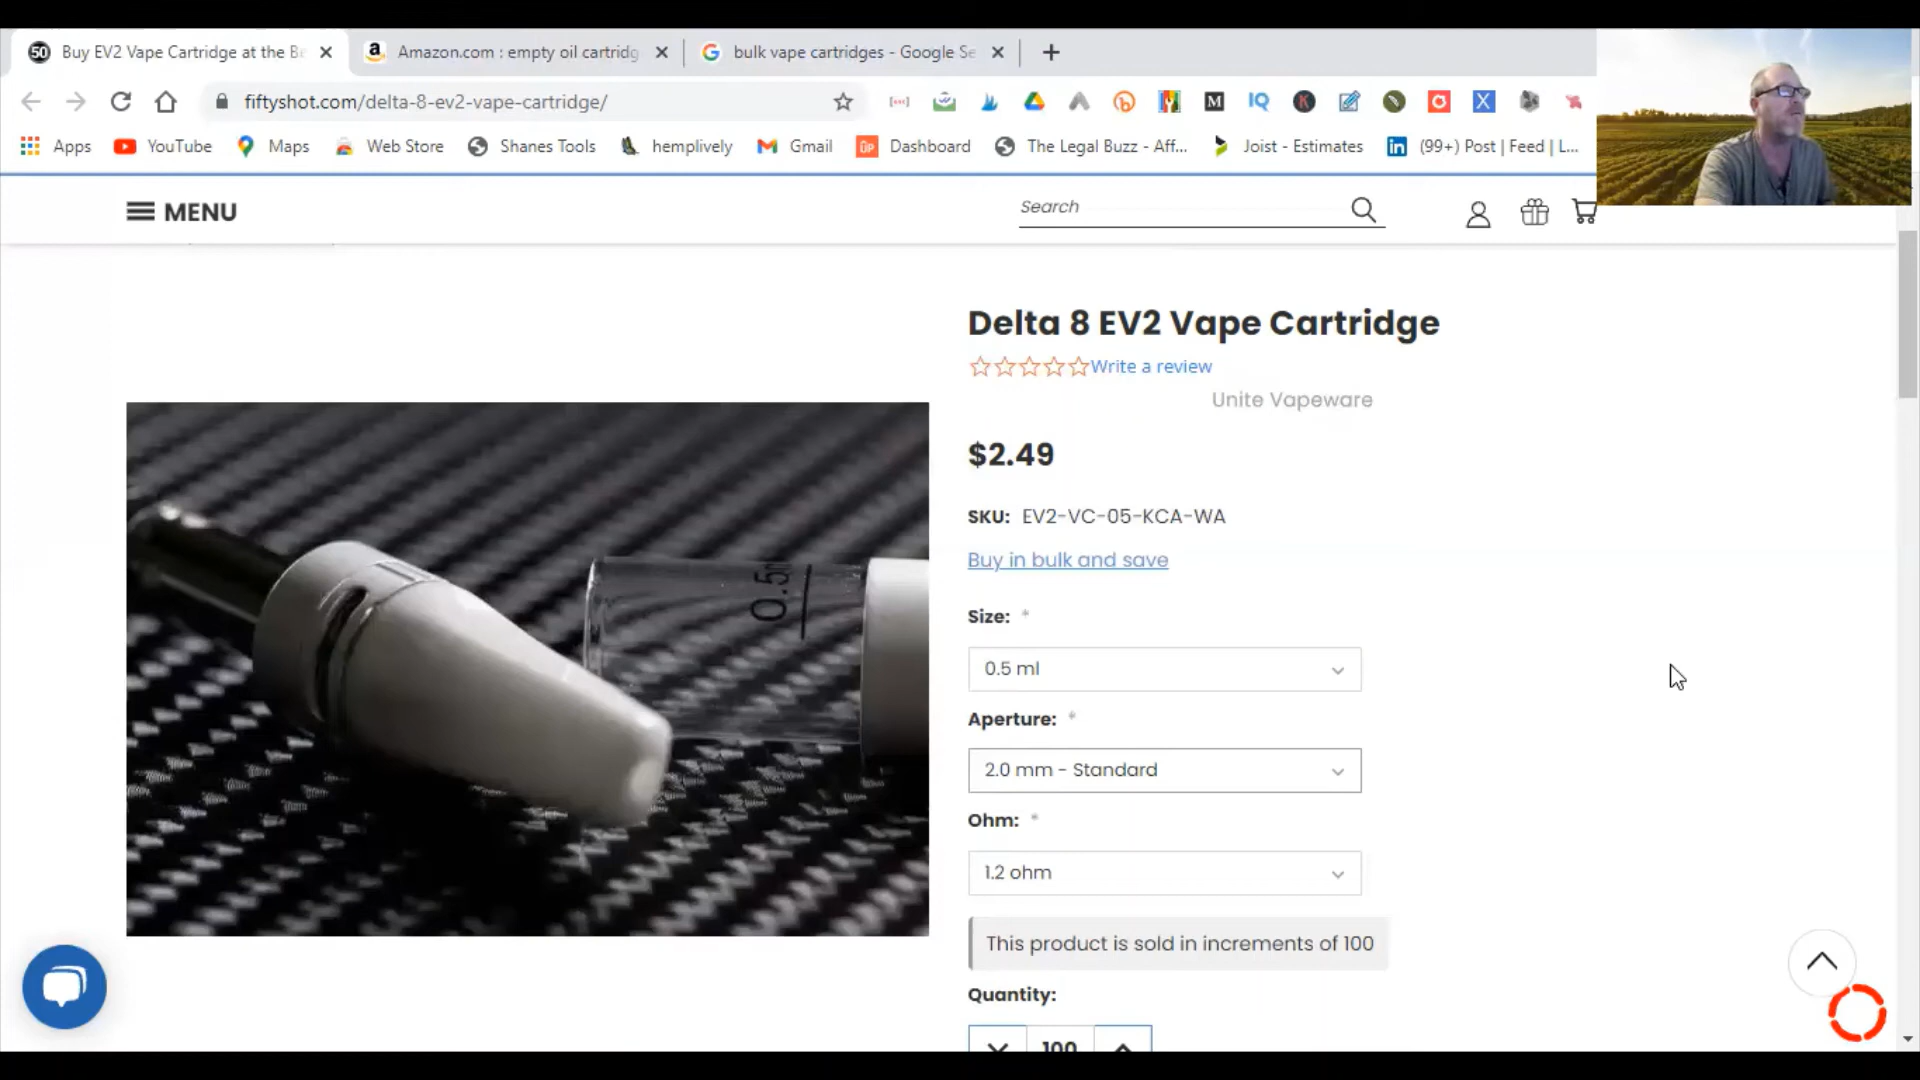 50 Buy EV2 Vape Cartridge at the Be
Amazon.com : empty oil cartridg
bulk vape cartridges - Google Se
fiftyshot.com/delta-8-ev2-vape-cartridge/
Apps YouTube Maps Web Store Shanes Tools hemplively Gmail Dashboard The Legal Buzz - Aff... Joist - Estimates (99+) Post | Feed | L...
MENU
Search
Delta 8 EV2 Vape Cartridge
Write a review
Unite Vapeware
$2.49
SKU: EV2-VC-05-KCA-WA
Buy in bulk and save
Size: *
0.5 ml
Aperture: *
2.0 mm - Standard
Ohm: *
1.2 ohm
This product is sold in increments of 100
Quantity:
100